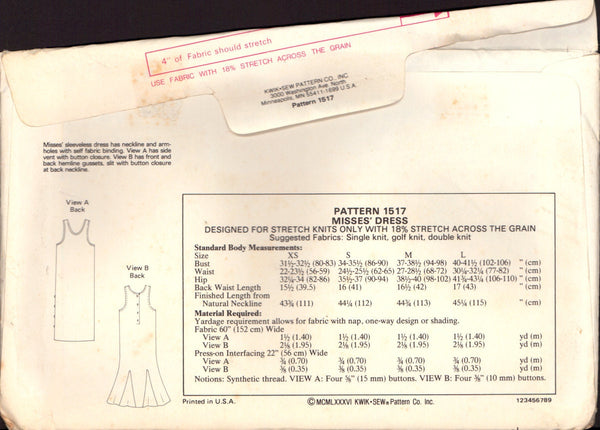 4" of Fabric should stretch
USE FABRIC WITH 18% STRETCH ACROSS THE GRAIN
KWIK•SEW PATTERN CO., INC.
3000 Washington Ave. North
Minneapolis, MN 55411-1699 U.S.A.
Pattern 1517
Misses' sleeveless dress has neckline and arm-
holes with self fabric binding. View A has side
vent with button closure. View B has front and
back hemline gussets, slit with button closure
at back neckline.
View A
Back
View B
Back
PATTERN 1517
MISSES' DRESS
DESIGNED FOR STRETCH KNITS ONLY WITH 18% STRETCH ACROSS THE GRAIN
Suggested Fabrics: Single knit, golf knit, double knit
Standard Body Measurements:
Size XS S M L
Bust 31½-32½ (80-83) 34-35½ (86-90) 37-38½ (94-98) 40-41½ (102-106) " (cm)
Waist 22-23½ (56-59) 24½-25½ (62-65) 27-28½ (68-72) 30¼-32¼ (77-82) " (cm)
Hip 32¼-34 (82-86) 35½-37 (90-94) 38½-40 (98-102) 41¾-43¼ (106-110) " (cm)
Back Waist Length 15½ (39.5) 16 (41) 16½ (42) 17 (43) " (cm)
Finished Length from
Natural Neckline 43¾ (111) 44¼ (112) 44¾ (113) 45¼ (115) " (cm)
Material Required:
Yardage requirement allows for fabric with nap, one-way design or shading.
Fabric 60" (152 cm) Wide
View A 1½ (1.40) 1½ (1.40) 1½ (1.40) 1½ (1.40) yd (m)
View B 2⅛ (1.95) 2⅛ (1.95) 2⅛ (1.95) 2⅛ (1.95) yd (m)
Press-on Interfacing 22" (56 cm) Wide
View A ¾ (0.70) ¾ (0.70) ¾ (0.70) ¾ (0.70) yd (m)
View B ⅜ (0.35) ⅜ (0.35) ⅜ (0.35) ⅜ (0.35) yd (m)
Notions: Synthetic thread. VIEW A: Four ⅝" (15 mm) buttons. VIEW B: Four ⅜" (10 mm) buttons.
Printed in U.S.A.
©MCMLXXXVI KWIK•SEW Pattern Co. Inc.
123456789